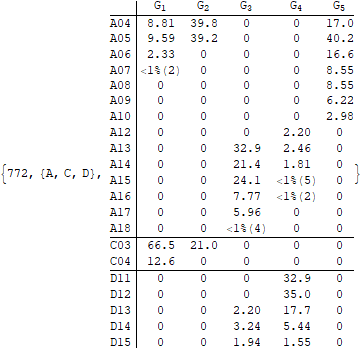 G1 G2 G3 G4 G5
A04 8.81 39.8 0 0 17.0
A05 9.59 39.2 0 0 40.2
A06 2.33 0 0 0 16.6
A07 <1%(2) 0 0 0 8.55
A08 0 0 0 0 8.55
A09 0 0 0 0 6.22
A10 0 0 0 0 2.98
A12 0 0 0 2.20 0
A13 0 0 32.9 2.46 0
A14 0 0 21.4 1.81 0
{772, {A, C, D}, A15 0 0 24.1 <1%(5) 0 }
A16 0 0 7.77 <1%(2) 0
A17 0 0 5.96 0 0
A18 0 0 <1%(4) 0 0
C03 66.5 21.0 0 0 0
C04 12.6 0 0 0 0
D11 0 0 0 32.9 0
D12 0 0 0 35.0 0
D13 0 0 2.20 17.7 0
D14 0 0 3.24 5.44 0
D15 0 0 1.94 1.55 0